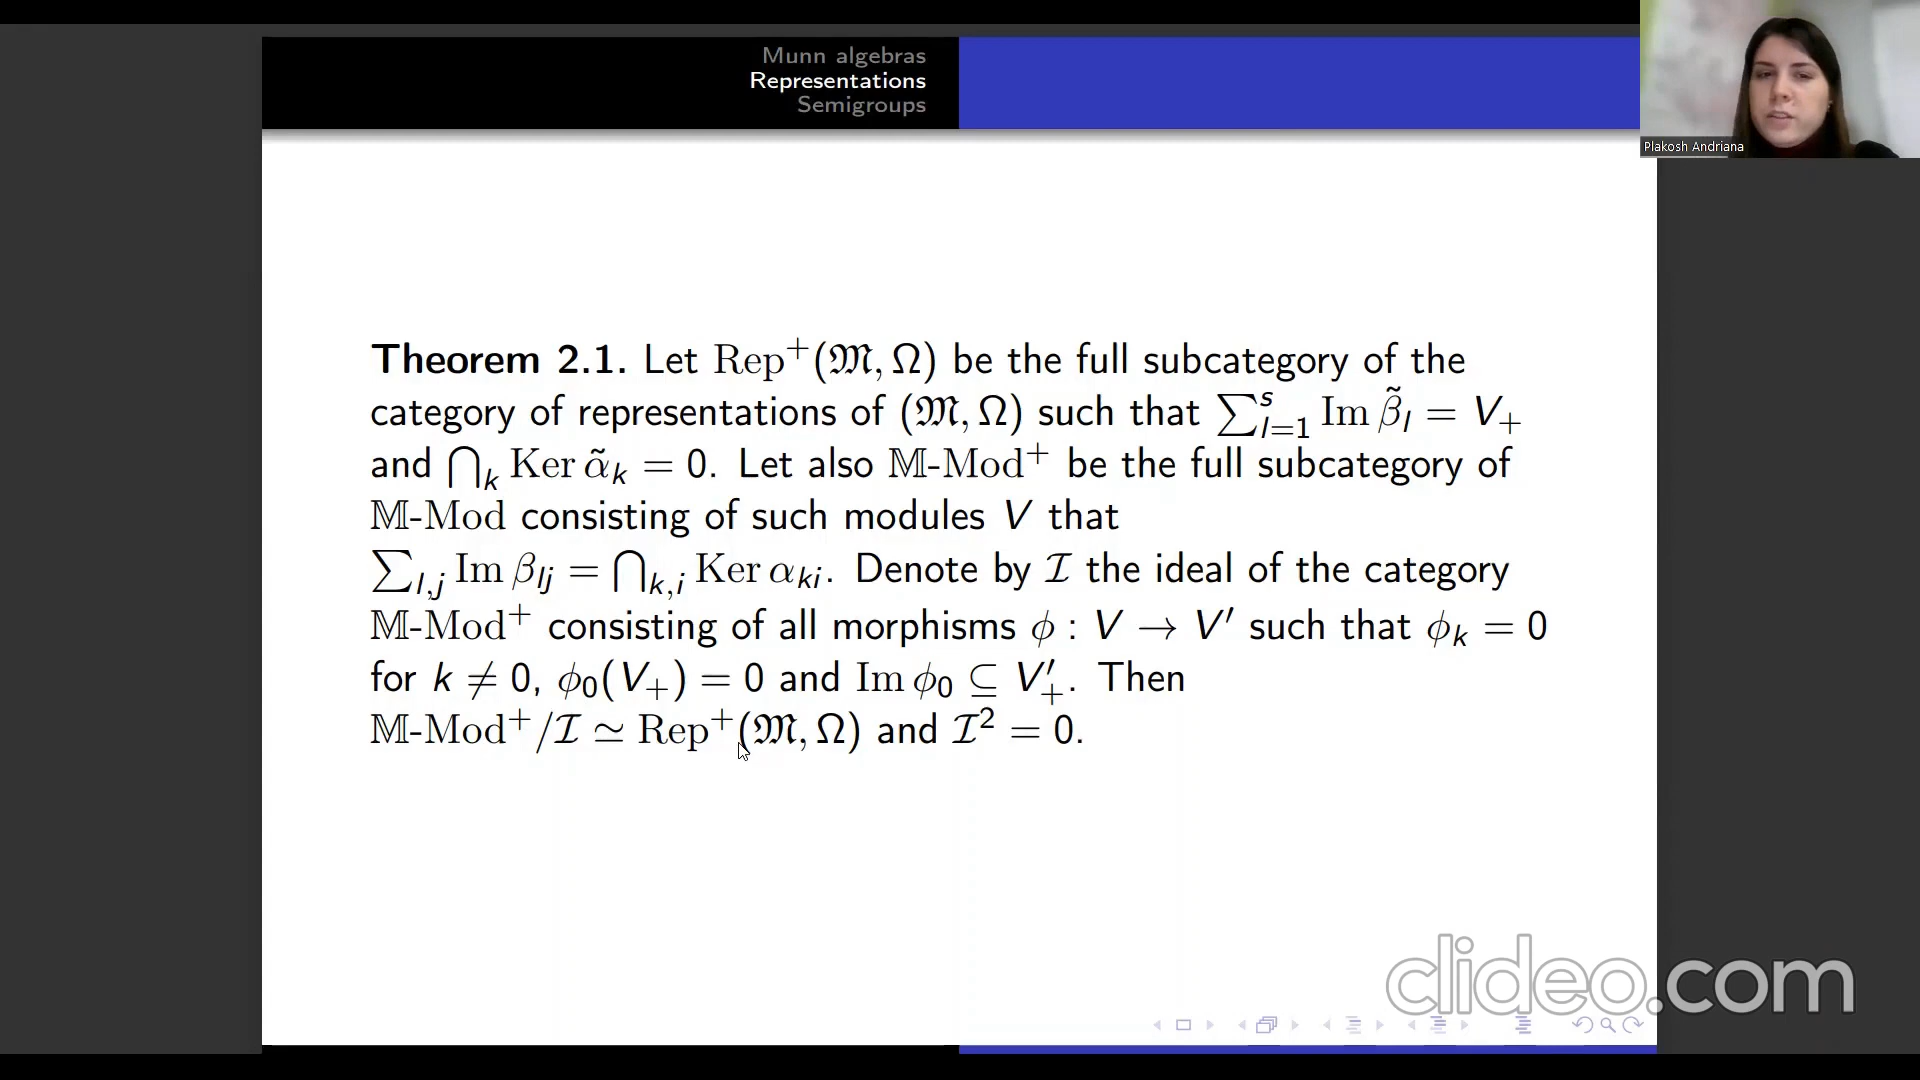 Munn algebras
Representations
Semigroups
Plakosh Andriana
Theorem 2.1. Let Rep⁺(𝔐, Ω) be the full subcategory of the
category of representations of (𝔐, Ω) such that ∑ˢₗ₌₁ Im β̃ₗ = V₊
and ⋂ₖ Ker α̃ₖ = 0. Let also 𝕄-Mod⁺ be the full subcategory of
𝕄-Mod consisting of such modules V that
∑ₗ,ⱼ Im βₗⱼ = ⋂ₖ,ᵢ Ker αₖᵢ. Denote by ℐ the ideal of the category
𝕄-Mod⁺ consisting of all morphisms ϕ : V → V′ such that ϕₖ = 0
for k ≠ 0, ϕ₀(V₊) = 0 and Im ϕ₀ ⊆ V′₊. Then
𝕄-Mod⁺/ℐ ≃ Rep⁺(𝔐, Ω) and ℐ² = 0.
clideo.com